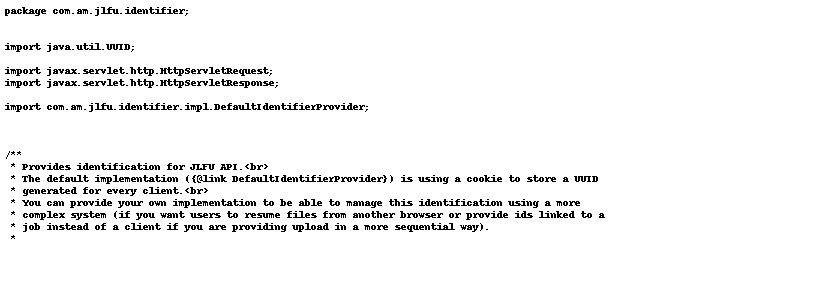 package com.am.jlfu.identifier;
import java.util.UUID;
import javax.servlet.http.HttpServletRequest;
import javax.servlet.http.HttpServletResponse;
import com.am.jlfu.identifier.impl.DefaultIdentifierProvider;
/**
 * Provides identification for JLFU API.<br>
 * The default implementation ({@link DefaultIdentifierProvider}) is using a cookie to store a UUID
 * generated for every client.<br>
 * You can provide your own implementation to be able to manage this identification using a more
 * complex system (if you want users to resume files from another browser or provide ids linked to a
 * job instead of a client if you are providing upload in a more sequential way).
 *